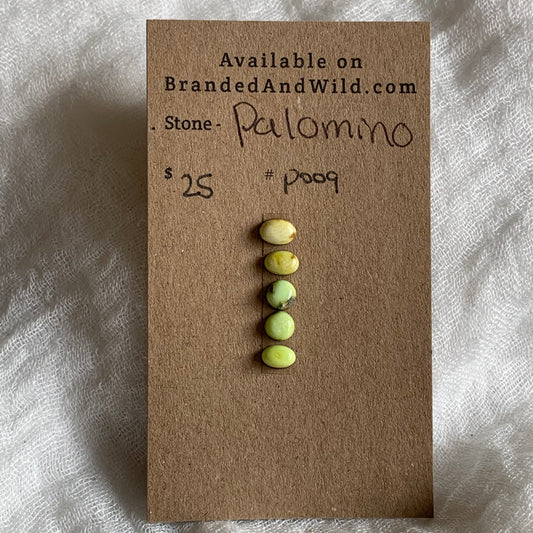 Available on
BrandedAndWild.com
Stone - Palomino
$ 25 # P009